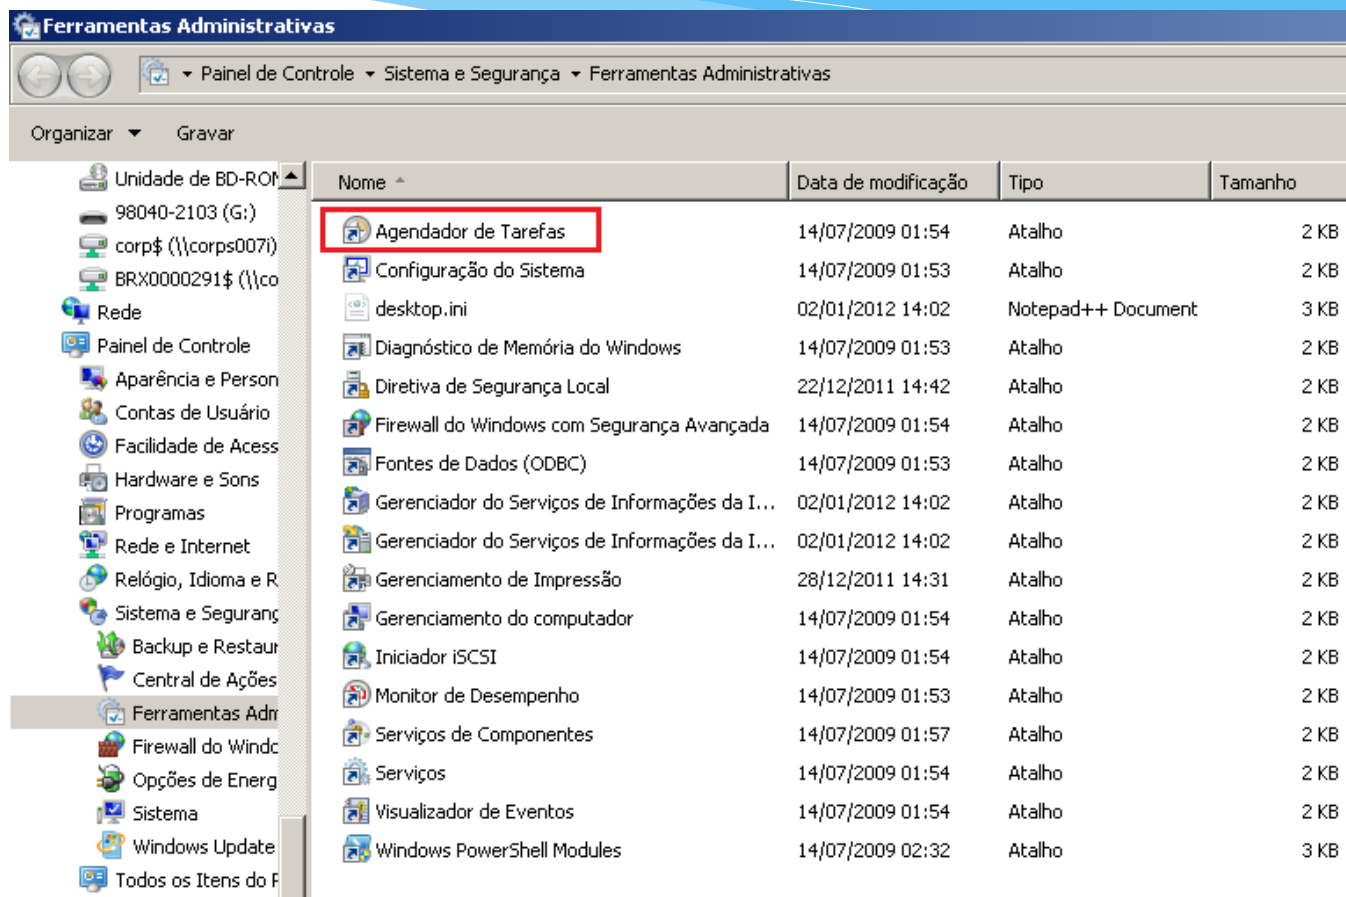 Ferramentas Administrativas
Painel de Controle Sistema e Segurança Ferramentas Administrativas
Organizar Gravar
Unidade de BD-ROM
98040-2103 (G:)
corp$ (\\corps007i)
BRX0000291$ (\\co
Rede
Painel de Controle
Aparência e Person
Contas de Usuário
Facilidade de Acess
Hardware e Sons
Programas
Rede e Internet
Relógio, Idioma e R
Sistema e Seguranç
Backup e Restaur
Central de Ações
Ferramentas Adm
Firewall do Windo
Opções de Energ
Sistema
Windows Update
Todos os Itens do P
Nome Data de modificação Tipo Tamanho
Agendador de Tarefas 14/07/2009 01:54 Atalho 2 KB
Configuração do Sistema 14/07/2009 01:53 Atalho 2 KB
desktop.ini 02/01/2012 14:02 Notepad++ Document 3 KB
Diagnóstico de Memória do Windows 14/07/2009 01:53 Atalho 2 KB
Diretiva de Segurança Local 22/12/2011 14:42 Atalho 2 KB
Firewall do Windows com Segurança Avançada 14/07/2009 01:54 Atalho 2 KB
Fontes de Dados (ODBC) 14/07/2009 01:53 Atalho 2 KB
Gerenciador do Serviços de Informações da I... 02/01/2012 14:02 Atalho 2 KB
Gerenciador do Serviços de Informações da I... 02/01/2012 14:02 Atalho 2 KB
Gerenciamento de Impressão 28/12/2011 14:31 Atalho 2 KB
Gerenciamento do computador 14/07/2009 01:54 Atalho 2 KB
Iniciador iSCSI 14/07/2009 01:54 Atalho 2 KB
Monitor de Desempenho 14/07/2009 01:53 Atalho 2 KB
Serviços de Componentes 14/07/2009 01:57 Atalho 2 KB
Serviços 14/07/2009 01:54 Atalho 2 KB
Visualizador de Eventos 14/07/2009 01:54 Atalho 2 KB
Windows PowerShell Modules 14/07/2009 02:32 Atalho 3 KB